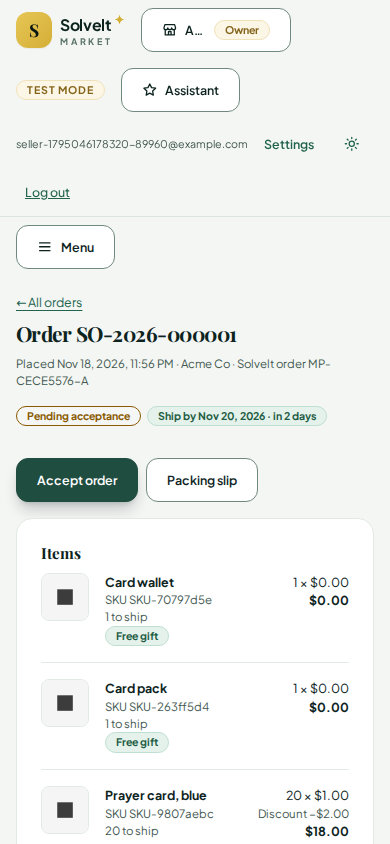 S
Solvelt
MARKET
A...
Owner
TEST MODE
Assistant
seller-1795046178320-89960@example.com
Settings
Log out
Menu
←All orders
Order SO-2026-000001
Placed Nov 18, 2026, 11:56 PM · Acme Co · Solvelt order MP-
CECE5576-A
Pending acceptance
Ship by Nov 20, 2026 · in 2 days
Accept order
Packing slip
Items
Card wallet
1 × $0.00
SKU SKU-70797d5e
$0.00
1 to ship
Free gift
Card pack
1 × $0.00
SKU SKU-263ff5d4
$0.00
1 to ship
Free gift
Prayer card, blue
20 × $1.00
SKU SKU-9807aebc
Discount −$2.00
20 to ship
$18.00